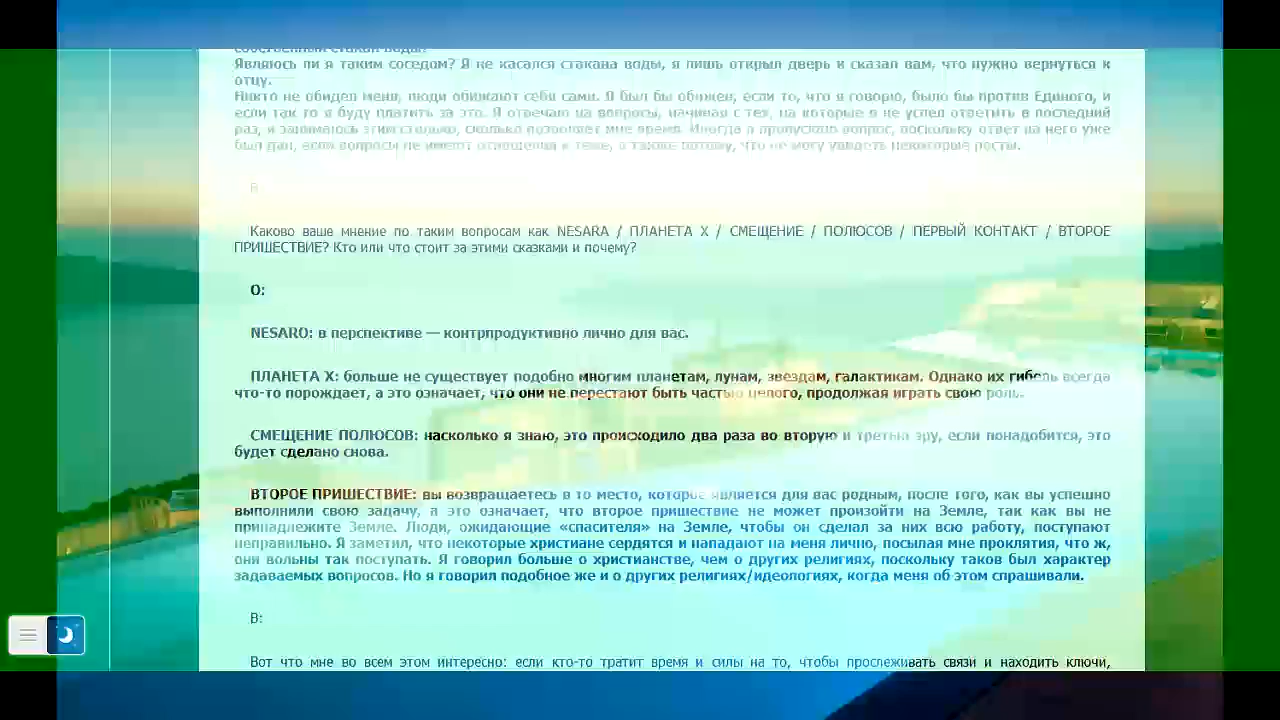 собственный стакан воды?
Являюсь ли я таким соседом? Я не касался стакана воды, я лишь открыл дверь и сказал вам, что нужно вернуться к
отцу.
Никто не обидел меня, люди обижают себя сами. Я был бы обижен, если то, что я говорю, было бы против Единого, и
если так то я буду платить за это. Я отвечаю на вопросы, начиная с тех, на которые я не успел ответить в последний
раз, и занимаюсь этим столько, сколько позволяет мне время. Иногда я пропускаю вопрос, поскольку ответ на него уже
был дан, если вопросы не имеют отношения к теме, а также потому, что не могу увидеть некоторые посты.
В
Каково ваше мнение по таким вопросам как NESARA / ПЛАНЕТА X / СМЕЩЕНИЕ / ПОЛЮСОВ / ПЕРВЫЙ КОНТАКТ / ВТОРОЕ
ПРИШЕСТВИЕ? Кто или что стоит за этими сказками и почему?
О:
NESARO: в перспективе — контрпродуктивно лично для вас.
ПЛАНЕТА X: больше не существует подобно многим планетам, лунам, звездам, галактикам. Однако их гибель всегда
что-то порождает, а это означает, что они не перестают быть частью целого, продолжая играть свою роль.
СМЕЩЕНИЕ ПОЛЮСОВ: насколько я знаю, это происходило два раза во вторую и третью эру, если понадобится, это
будет сделано снова.
ВТОРОЕ ПРИШЕСТВИЕ: вы возвращаетесь в то место, которое является для вас родным, после того, как вы успешно
выполнили свою задачу, а это означает, что второе пришествие не может произойти на Земле, так как вы не
принадлежите Земле. Люди, ожидающие «спасителя» на Земле, чтобы он сделал за них всю работу, поступают
неправильно. Я заметил, что некоторые христиане сердятся и нападают на меня лично, посылая мне проклятия, что ж,
они вольны так поступать. Я говорил больше о христианстве, чем о других религиях, поскольку таков был характер
задаваемых вопросов. Но я говорил подобное же и о других религиях/идеологиях, когда меня об этом спрашивали.
В:
Вот что мне во всем этом интересно: если кто-то тратит время и силы на то, чтобы прослеживать связи и находить ключи,